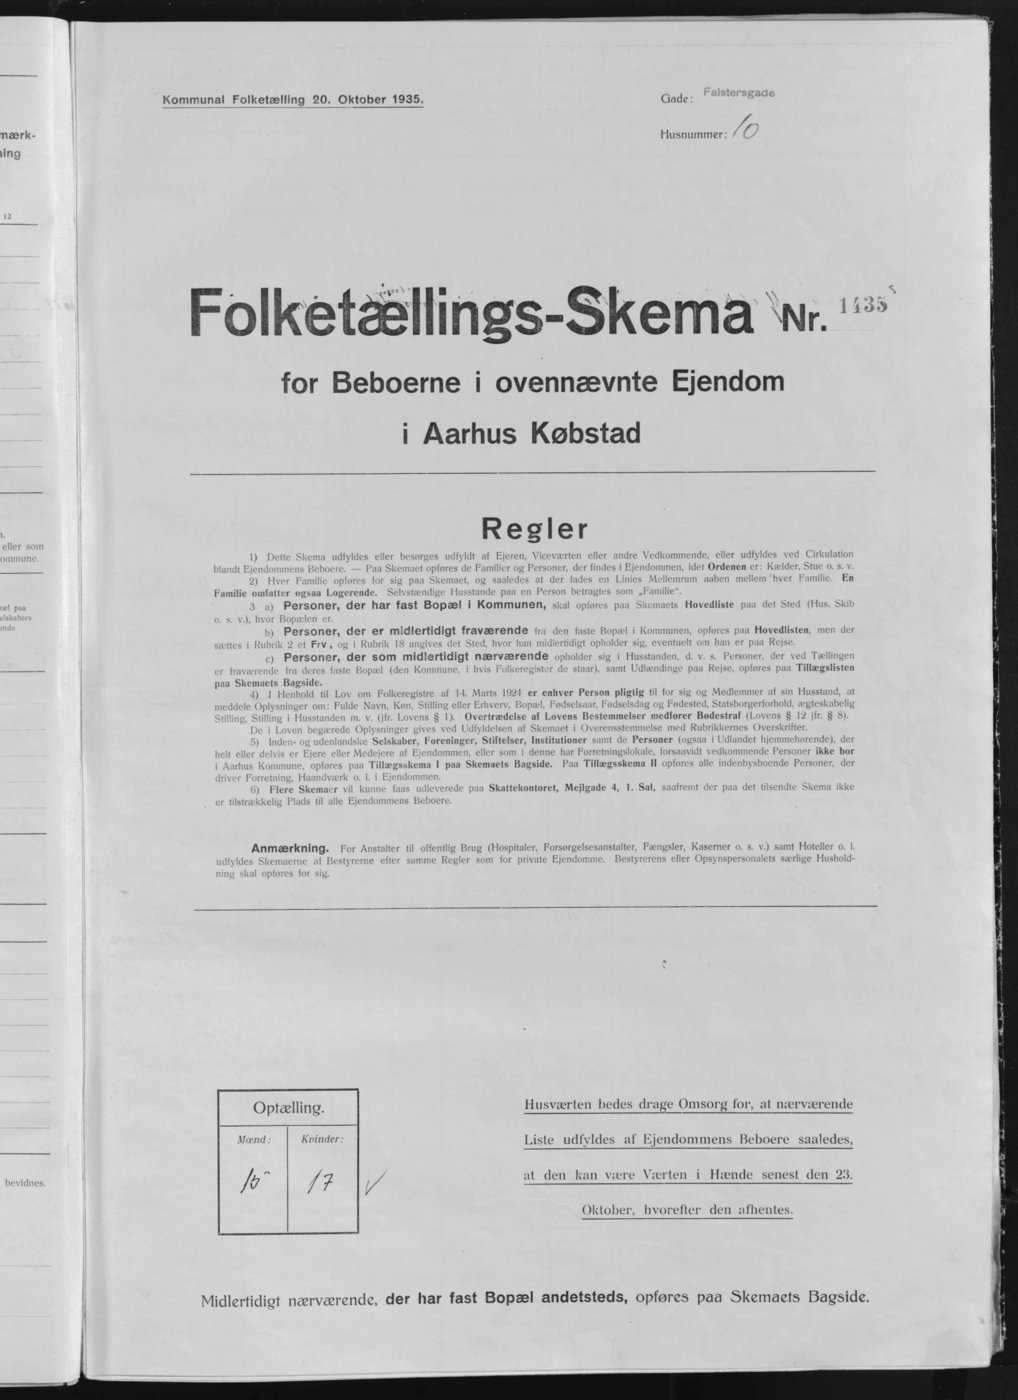 mærk-
ning
12
eller som
ommune.
æl paa
elskabers
ende
bevidnes.
Kommunal Folketælling 20. Oktober 1935.
Gade: Falstersgade
Husnummer: 10
Folketællings-Skema Nr. 1435
for Beboerne i ovennævnte Ejendom
i Aarhus Købstad
Regler
1) Dette Skema udfyldes eller besørges udfyldt af Ejeren, Viceværten eller andre Vedkommende, eller udfyldes ved Cirkulation
blandt Ejendommens Beboere. — Paa Skemaet opføres de Familier og Personer, der findes i Ejendommen, idet Ordenen er: Kælder, Stue o. s. v.
2) Hver Familie opføres for sig paa Skemaet, og saaledes at der lades en Linies Mellemrum aaben mellem hver Familie. En
Familie omfatter ogsaa Logerende. Selvstændige Husstande paa en Person betragtes som „Familie“.
3 a) Personer, der har fast Bopæl i Kommunen, skal opføres paa Skemaets Hovedliste paa det Sted (Hus, Skib
o. s. v.), hvor Bopælen er.
b) Personer, der er midlertidigt fraværende fra den faste Bopæl i Kommunen, opføres paa Hovedlisten, men der
sættes i Rubrik 2 et Frv, og i Rubrik 18 angives det Sted, hvor han midlertidigt opholder sig, eventuelt om han er paa Rejse.
c) Personer, der som midlertidigt nærværende opholder sig i Husstanden, d. v. s. Personer, der ved Tællingen
er fraværende fra deres faste Bopæl (den Kommune, i hvis Folkeregister de staar), samt Udlændinge paa Rejse, opføres paa Tillægslisten
paa Skemaets Bagside.
4) I Henhold til Lov om Folkeregistre af 14. Marts 1924 er enhver Person pligtig til for sig og Medlemmer af sin Husstand, at
meddele Oplysninger om: Fulde Navn, Køn, Stilling eller Erhverv, Bopæl, Fødselsaar, Fødselsdag og Fødested, Statsborgerforhold, ægteskabelig
Stilling, Stilling i Husstanden m. v. (jfr. Lovens § 1). Overtrædelse af Lovens Bestemmelser medfører Bødestraf (Lovens § 12 jfr. § 8).
De i Loven begærede Oplysninger gives ved Udfyldelsen af Skemaet i Overensstemmelse med Rubrikkernes Overskrifter.
5) Inden- og udenlandske Selskaber, Foreninger, Stiftelser, Institutioner samt de Personer (ogsaa i Udlandet hjemmehørende), der
helt eller delvis er Ejere eller Medejere af Ejendommen, eller som i denne har Forretningslokale, forsaavidt vedkommende Personer ikke bor
i Aarhus Kommune, opføres paa Tillægsskema I paa Skemaets Bagside. Paa Tillægsskema II opføres alle indenbysboende Personer, der
driver Forretning, Haandværk o. l. i Ejendommen.
6) Flere Skemaer vil kunne faas udleverede paa Skattekontoret, Mejlgade 4, 1. Sal, saafremt der paa det tilsendte Skema ikke
er tilstrækkelig Plads til alle Ejendommens Beboere.
Anmærkning. For Anstalter til offentlig Brug (Hospitaler, Forsørgelsesanstalter, Fængsler, Kaserner o. s. v.) samt Hoteller o. l.
udfyldes Skemaerne af Bestyrerne efter samme Regler som for private Ejendomme. Bestyrerens eller Opsynspersonalets særlige Hushold-
ning skal opføres for sig.
Optælling.
Mænd: Kvinder:
15 17
Husværten bedes drage Omsorg for, at nærværende
Liste udfyldes af Ejendommens Beboere saaledes,
at den kan være Værten i Hænde senest den 23.
Oktober, hvorefter den afhentes.
Midlertidigt nærværende, der har fast Bopæl andetsteds, opføres paa Skemaets Bagside.